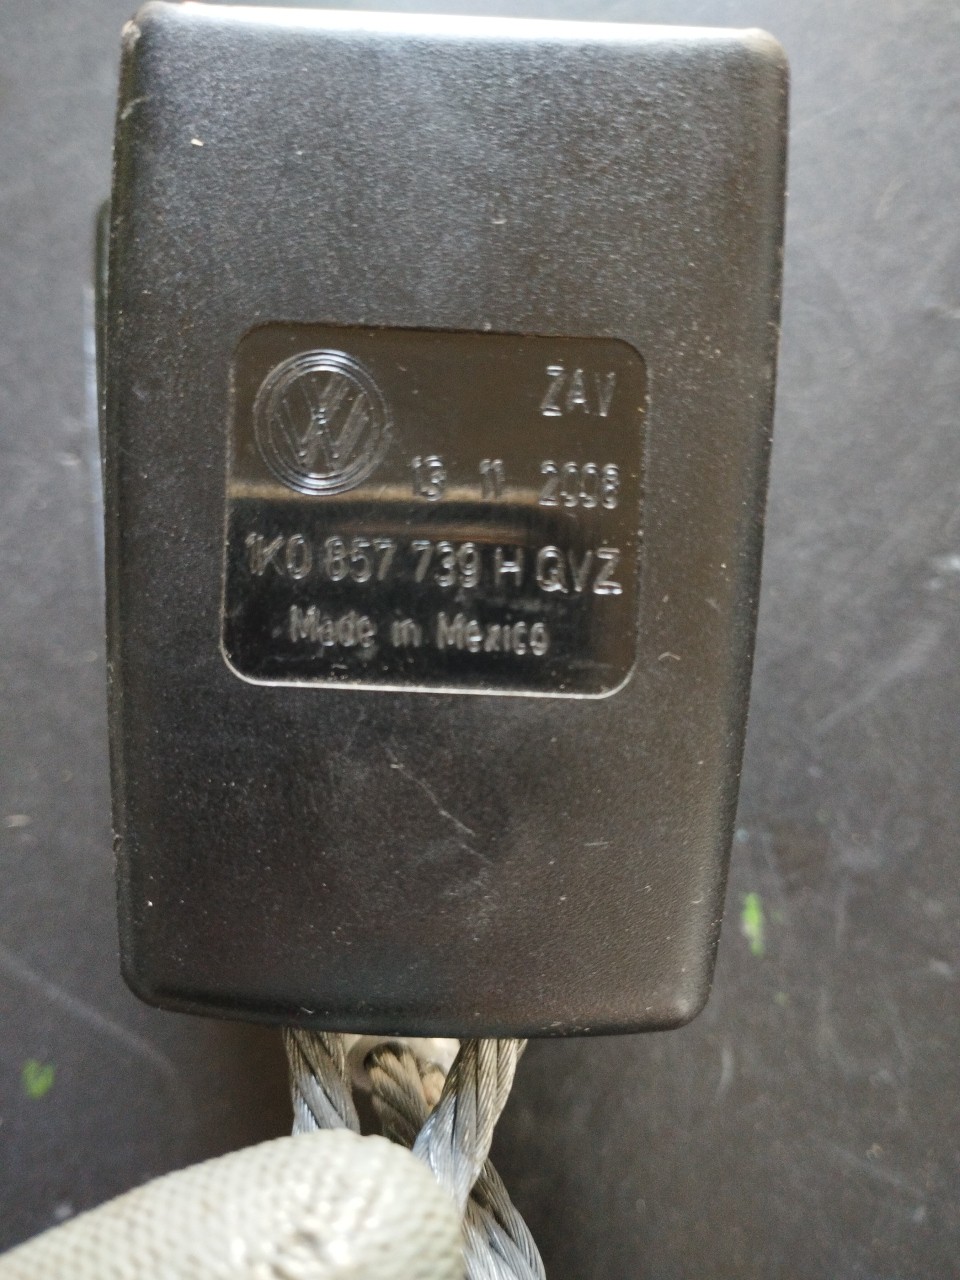 ZAV
13 11 2008
1K0 857 739 H QVZ
Made in Mexico